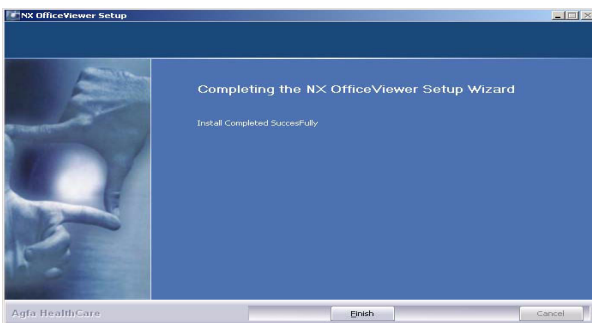 NX OfficeViewer Setup
Completing the NX OfficeViewer Setup Wizard
Install Completed SuccesFully
Agfa HealthCare
Finish
Cancel